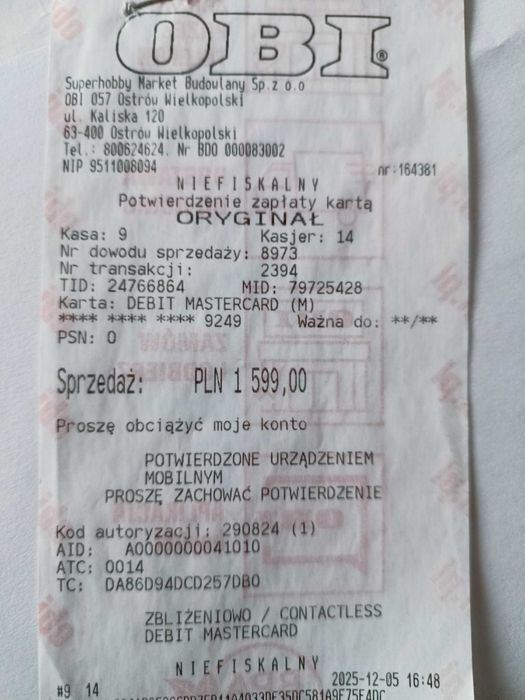 OBI®
Superhobby Market Budowlany Sp.z o.o
OBI 057 Ostrów Wielkopolski
ul. Kaliska 120
63-400 Ostrów Wielkopolski
Tel.: 800624624. Nr BDO 000083002
NIP 9511008094 nr:164381
NIEFISKALNY
Potwierdzenie zapłaty kartą
ORYGINAŁ
Kasa: 9 Kasjer: 14
Nr dowodu sprzedaży: 8973
Nr transakcji: 2394
TID: 24766864 MID: 79725428
Karta: DEBIT MASTERCARD (M)
**** **** **** 9249 Ważna do: **/**
PSN: 0
Sprzedaż: PLN 1 599,00
Proszę obciążyć moje konto
POTWIERDZONE URZĄDZENIEM
MOBILNYM
PROSZĘ ZACHOWAĆ POTWIERDZENIE
Kod autoryzacji: 290824 (1)
AID: A0000000041010
ATC: 0014
TC: DA86D94DCD257DB0
ZBLIŻENIOWO / CONTACTLESS
DEBIT MASTERCARD
NIEFISKALNY
#9 14 2025-12-05 16:48